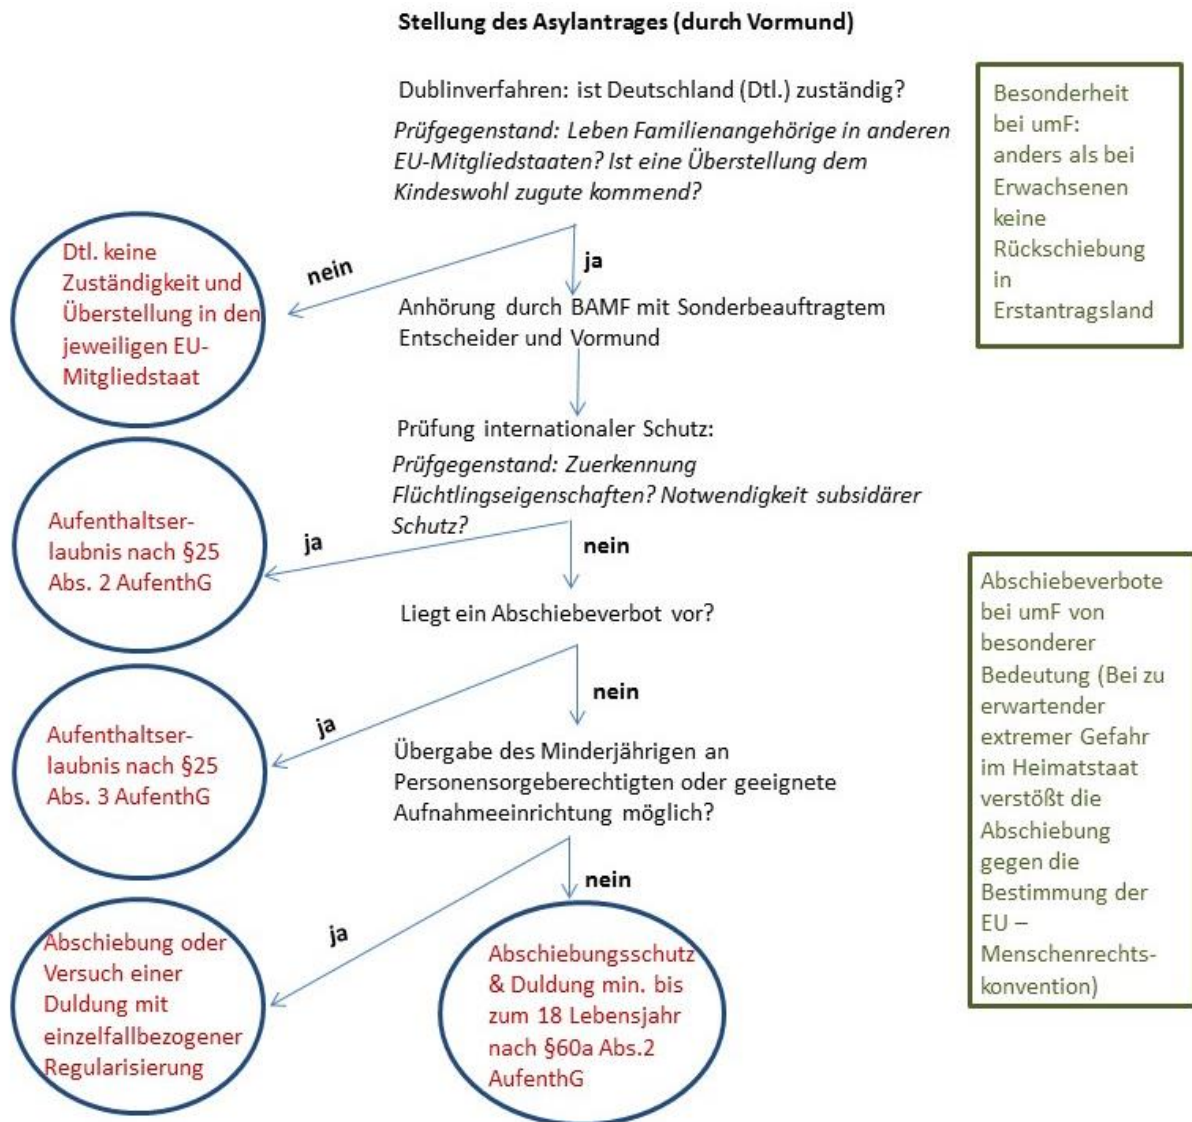 Stellung des Asylantrages (durch Vormund)
Dublinverfahren: ist Deutschland (Dtl.) zuständig?
Prüfgegenstand: Leben Familienangehörige in anderen
EU-Mitgliedstaaten? Ist eine Überstellung dem
Kindeswohl zugute kommend?
Besonderheit
bei umF:
anders als bei
Erwachsenen
keine
Rückschiebung
in
Erstantragsland
nein
ja
Dtl. keine
Zuständigkeit und
Überstellung in den
jeweiligen EU-
Mitgliedstaat
Anhörung durch BAMF mit Sonderbeauftragtem
Entscheider und Vormund
Prüfung internationaler Schutz:
Prüfgegenstand: Zuerkennung
Flüchtlingseigenschaften? Notwendigkeit subsidärer
Schutz?
ja
nein
Aufenthaltser-
laubnis nach §25
Abs. 2 AufenthG
Liegt ein Abschiebeverbot vor?
ja
nein
Aufenthaltser-
laubnis nach §25
Abs. 3 AufenthG
Übergabe des Minderjährigen an
Personensorgeberechtigten oder geeignete
Aufnahmeeinrichtung möglich?
Abschiebeverbote
bei umF von
besonderer
Bedeutung (Bei zu
erwartender
extremer Gefahr
im Heimatstaat
verstößt die
Abschiebung
gegen die
Bestimmung der
EU –
Menschenrechts-
konvention)
ja
nein
Abschiebung oder
Versuch einer
Duldung mit
einzelfallbezogener
Regularisierung
Abschiebungsschutz
& Duldung min. bis
zum 18 Lebensjahr
nach §60a Abs.2
AufenthG